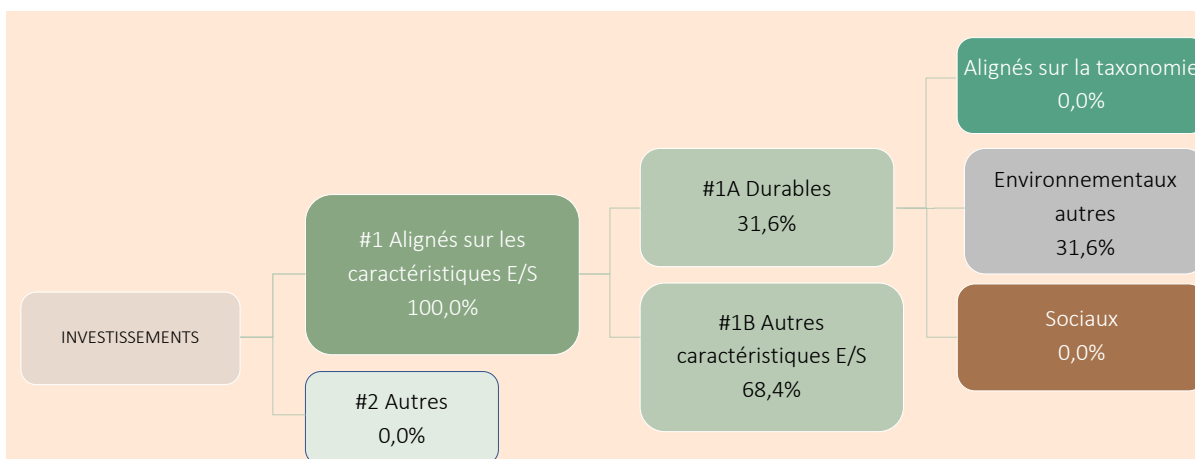 INVESTISSEMENTS
#1 Alignés sur les
caractéristiques E/S
100,0%
#2 Autres
0,0%
#1A Durables
31,6%
#1B Autres
caractéristiques E/S
68,4%
Alignés sur la taxonomie
0,0%
Environnementaux
autres
31,6%
Sociaux
0,0%